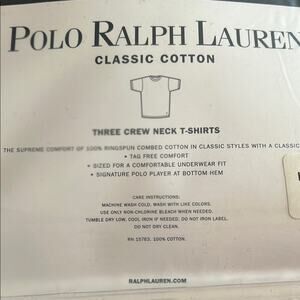 POLO RALPH LAUREN
CLASSIC COTTON
THREE CREW NECK T-SHIRTS
THE SUPREME COMFORT OF 100% RINGSPUN COMBED COTTON IN CLASSIC STYLES WITH A CLASSIC
• TAG FREE COMFORT
• SIZED FOR A COMFORTABLE UNDERWEAR FIT
• SIGNATURE POLO PLAYER AT BOTTOM HEM
CARE INSTRUCTIONS:
MACHINE WASH COLD, WASH WITH LIKE COLORS.
USE ONLY NON-CHLORINE BLEACH WHEN NEEDED.
TUMBLE DRY LOW, COOL IRON IF NEEDED; DO NOT IRON LABEL.
DO NOT DRY CLEAN.
RN 15763. 100% COTTON.
RALPHLAUREN.COM